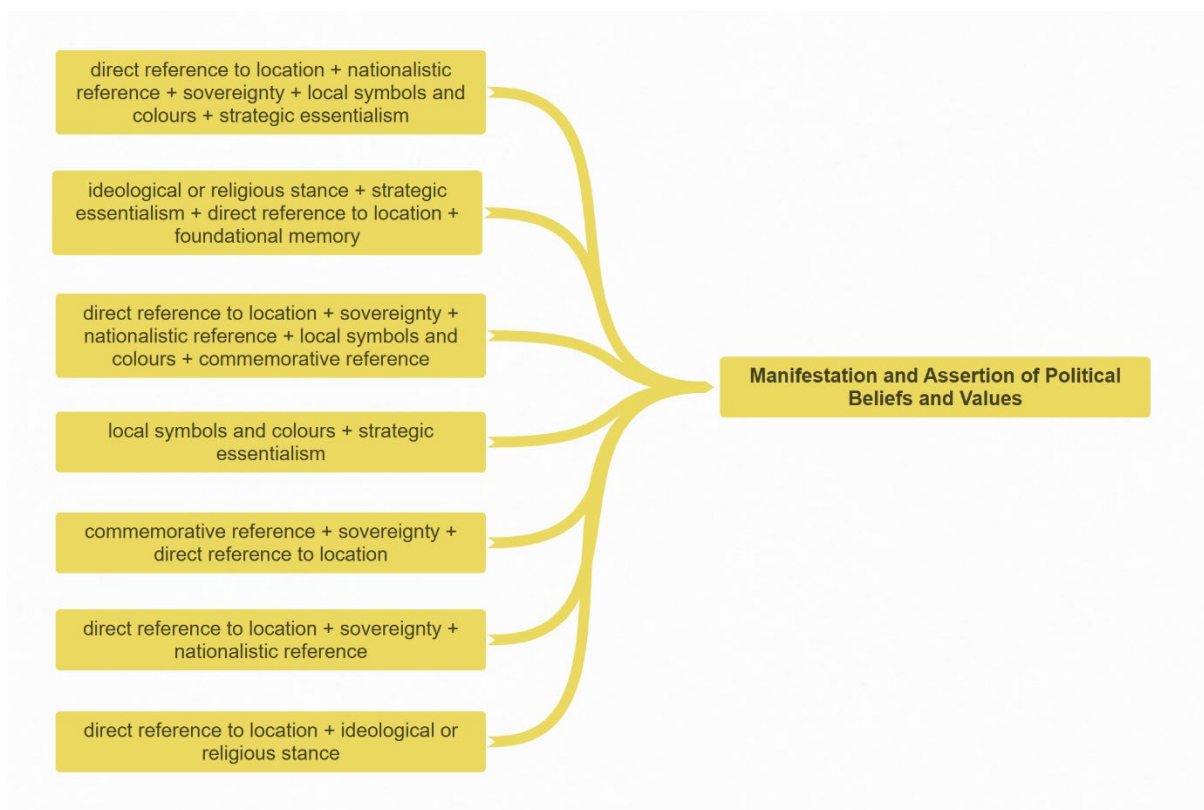 direct reference to location + nationalistic
reference + sovereignty + local symbols and
colours + strategic essentialism
ideological or religious stance + strategic
essentialism + direct reference to location +
foundational memory
direct reference to location + sovereignty +
nationalistic reference + local symbols and
colours + commemorative reference
local symbols and colours + strategic
essentialism
commemorative reference + sovereignty +
direct reference to location
direct reference to location + sovereignty +
nationalistic reference
direct reference to location + ideological or
religious stance
Manifestation and Assertion of Political
Beliefs and Values